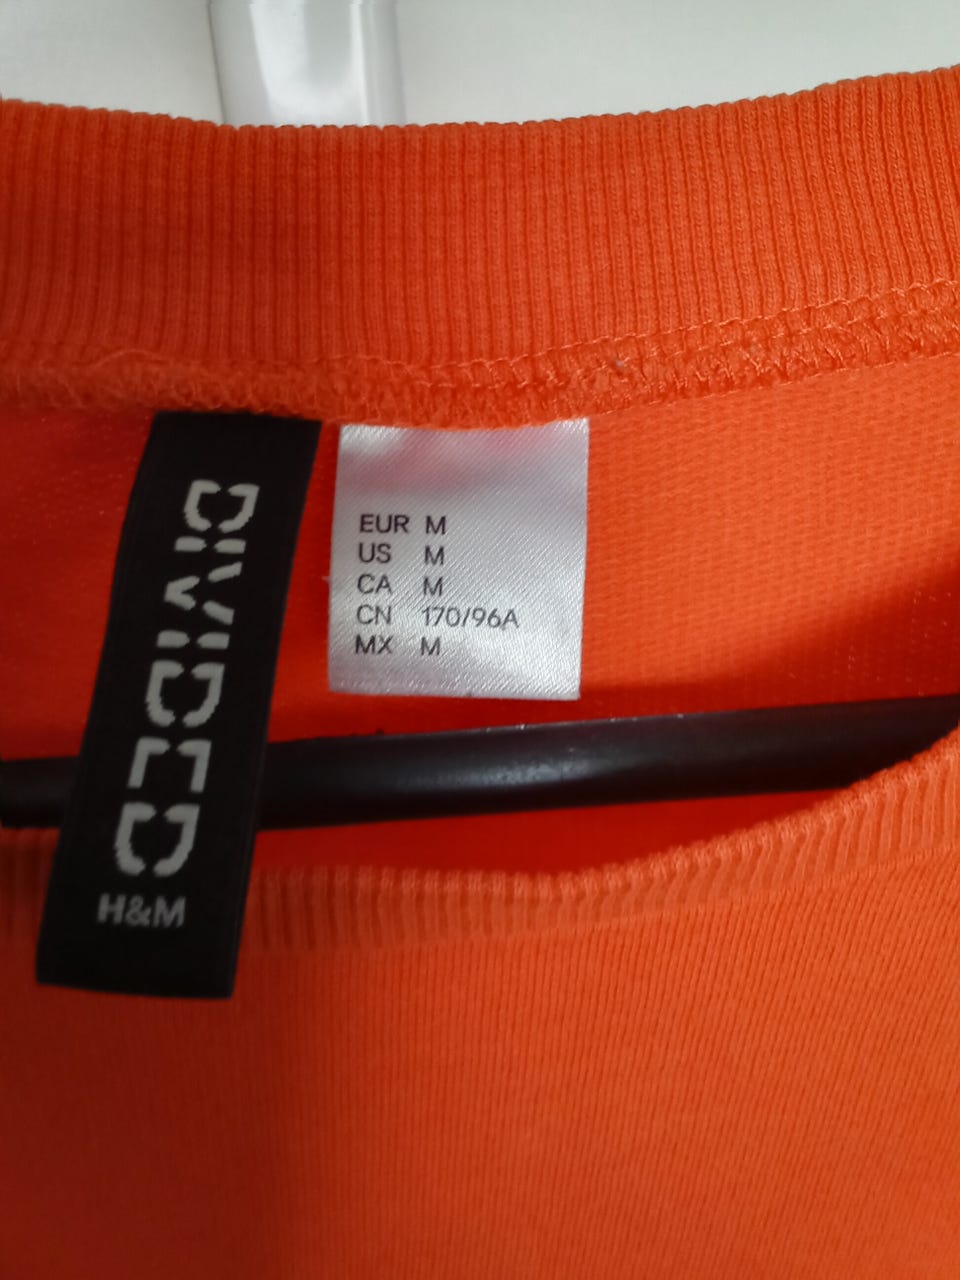 DIVIDED
H&M
EUR M
US M
CA M
CN 170/96A
MX M